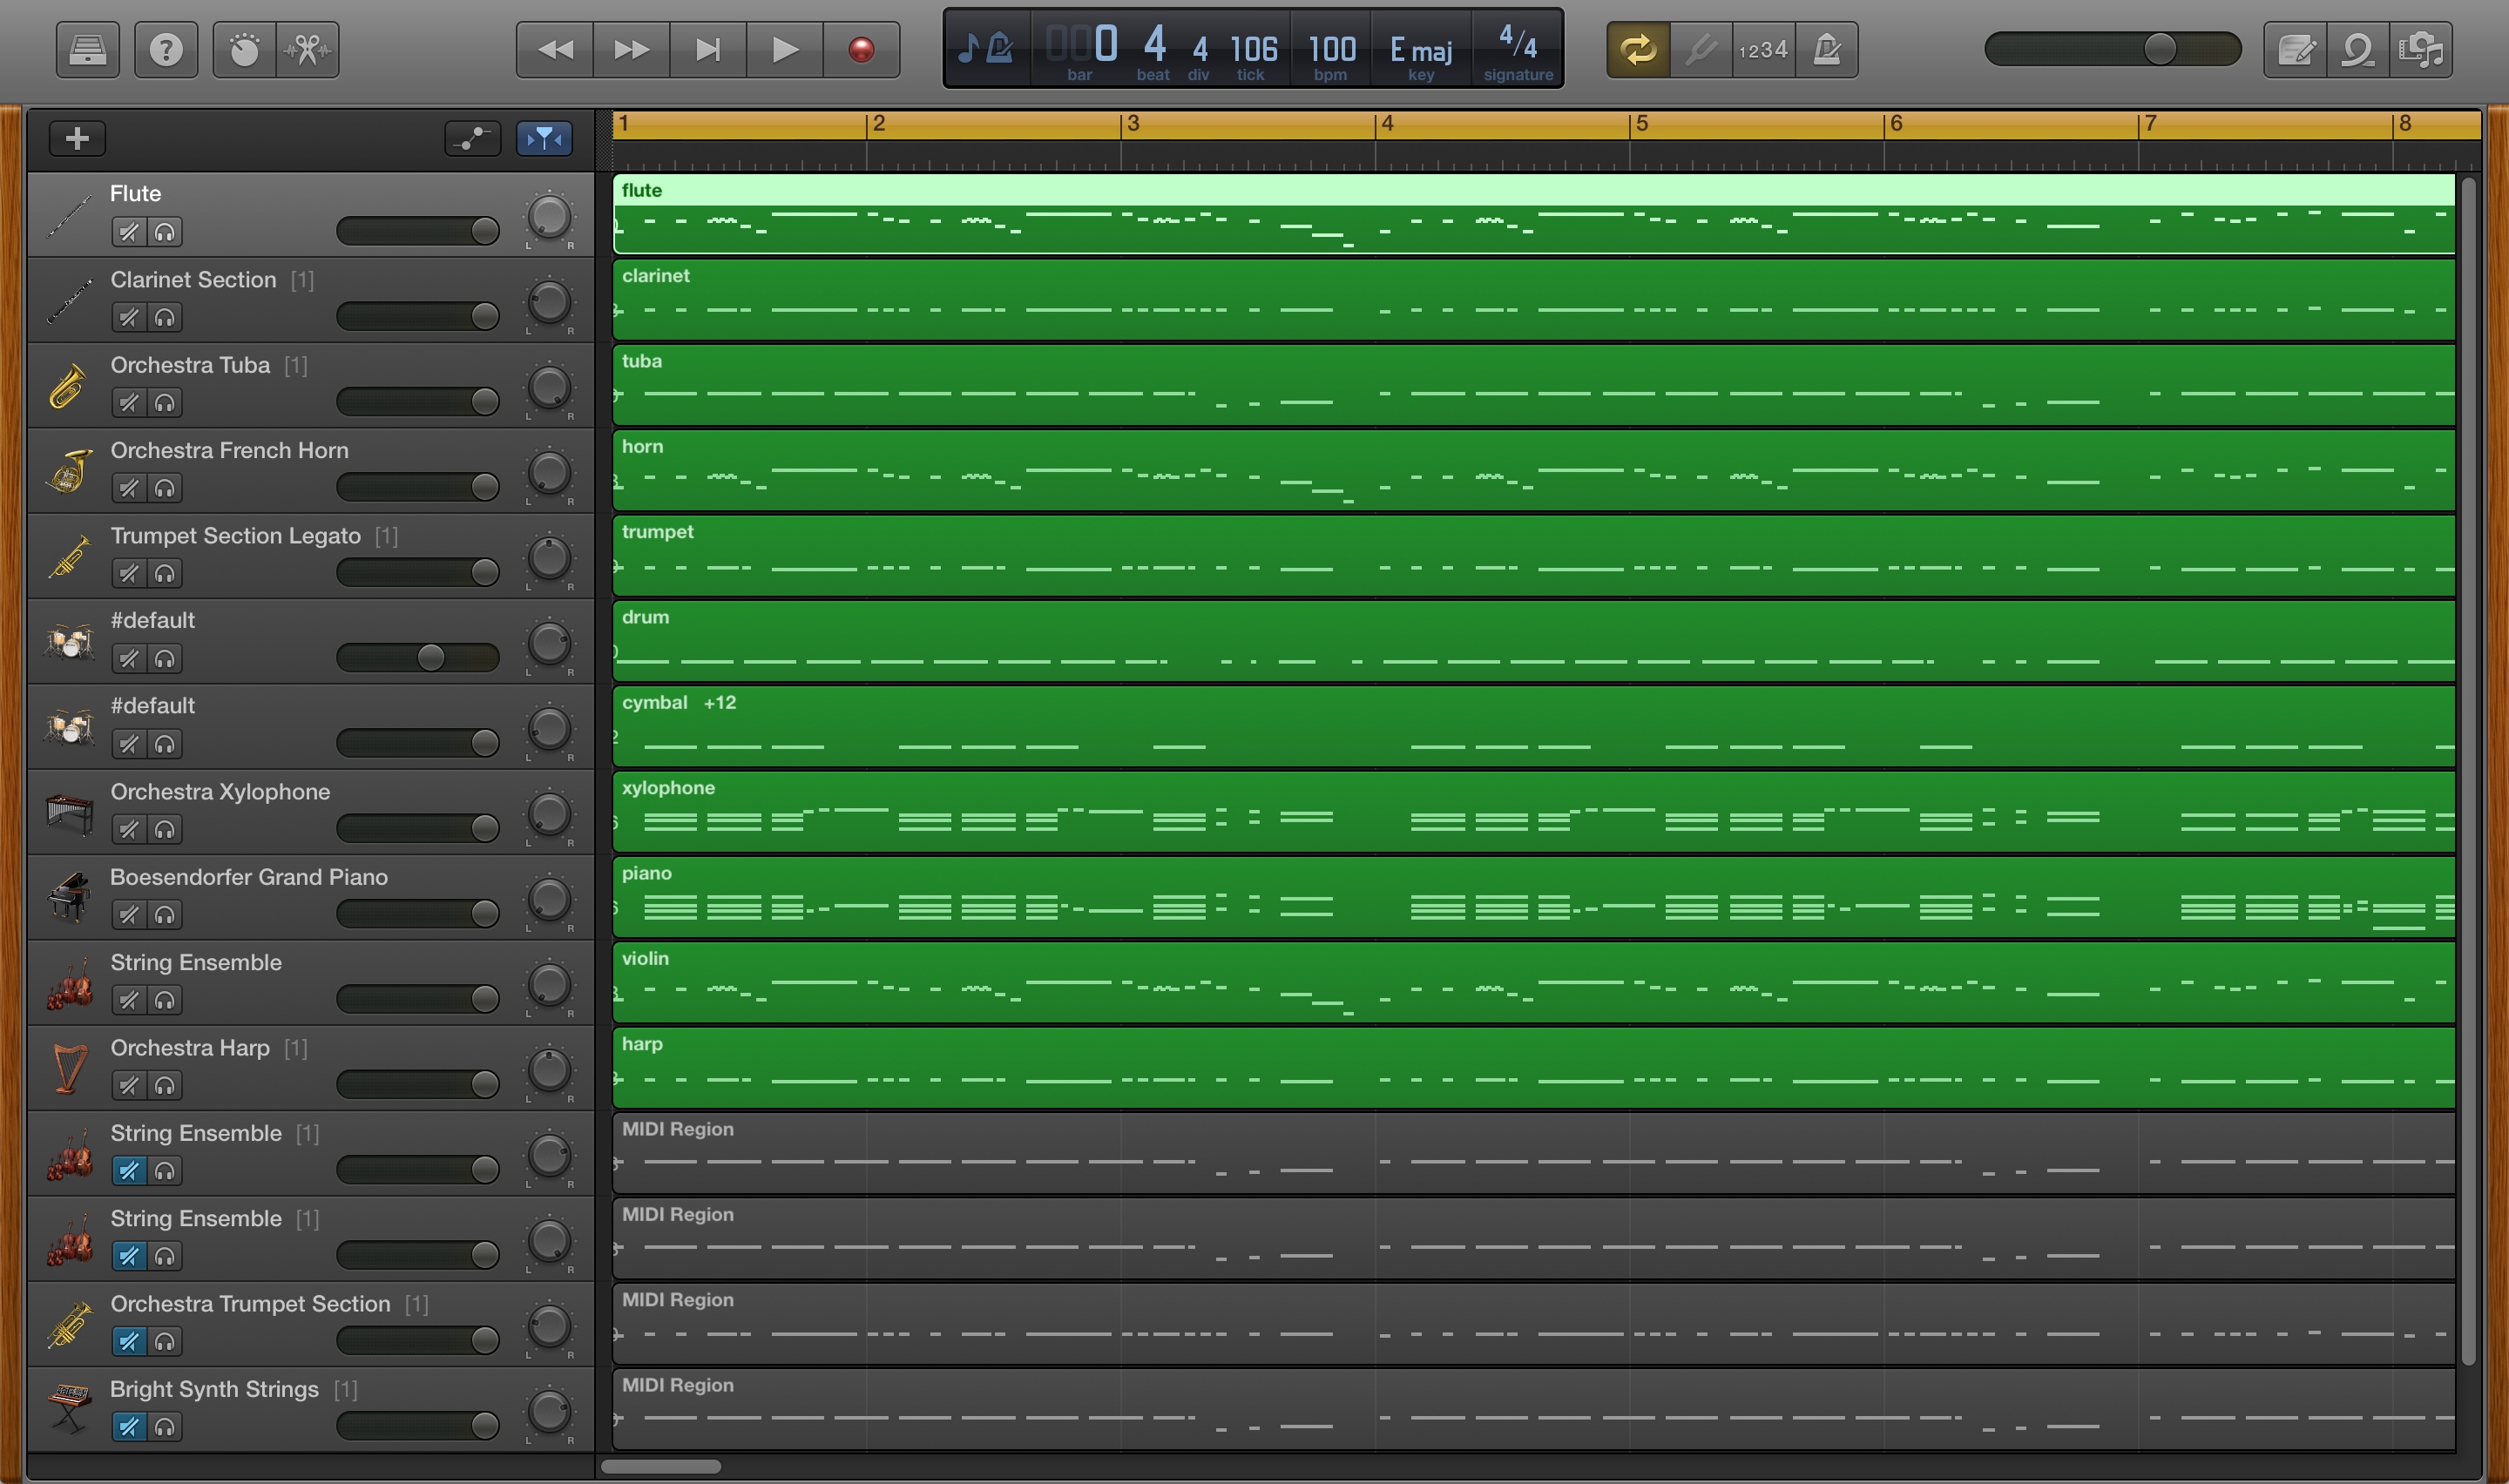 ?
000 4 4 106 100 E maj 4/4
bar beat div tick bpm key signature
1234
1 2 3 4 5 6 7 8
Flute
L R
flute
Clarinet Section [1]
L R
clarinet
Orchestra Tuba [1]
L R
tuba
Orchestra French Horn
L R
horn
Trumpet Section Legato [1]
L R
trumpet
#default
L R
drum
#default
L R
cymbal +12
Orchestra Xylophone
L R
xylophone
Boesendorfer Grand Piano
L R
piano
String Ensemble
L R
violin
Orchestra Harp [1]
L R
harp
String Ensemble [1]
L R
MIDI Region
String Ensemble [1]
L R
MIDI Region
Orchestra Trumpet Section [1]
L R
MIDI Region
Bright Synth Strings [1]
L R
MIDI Region